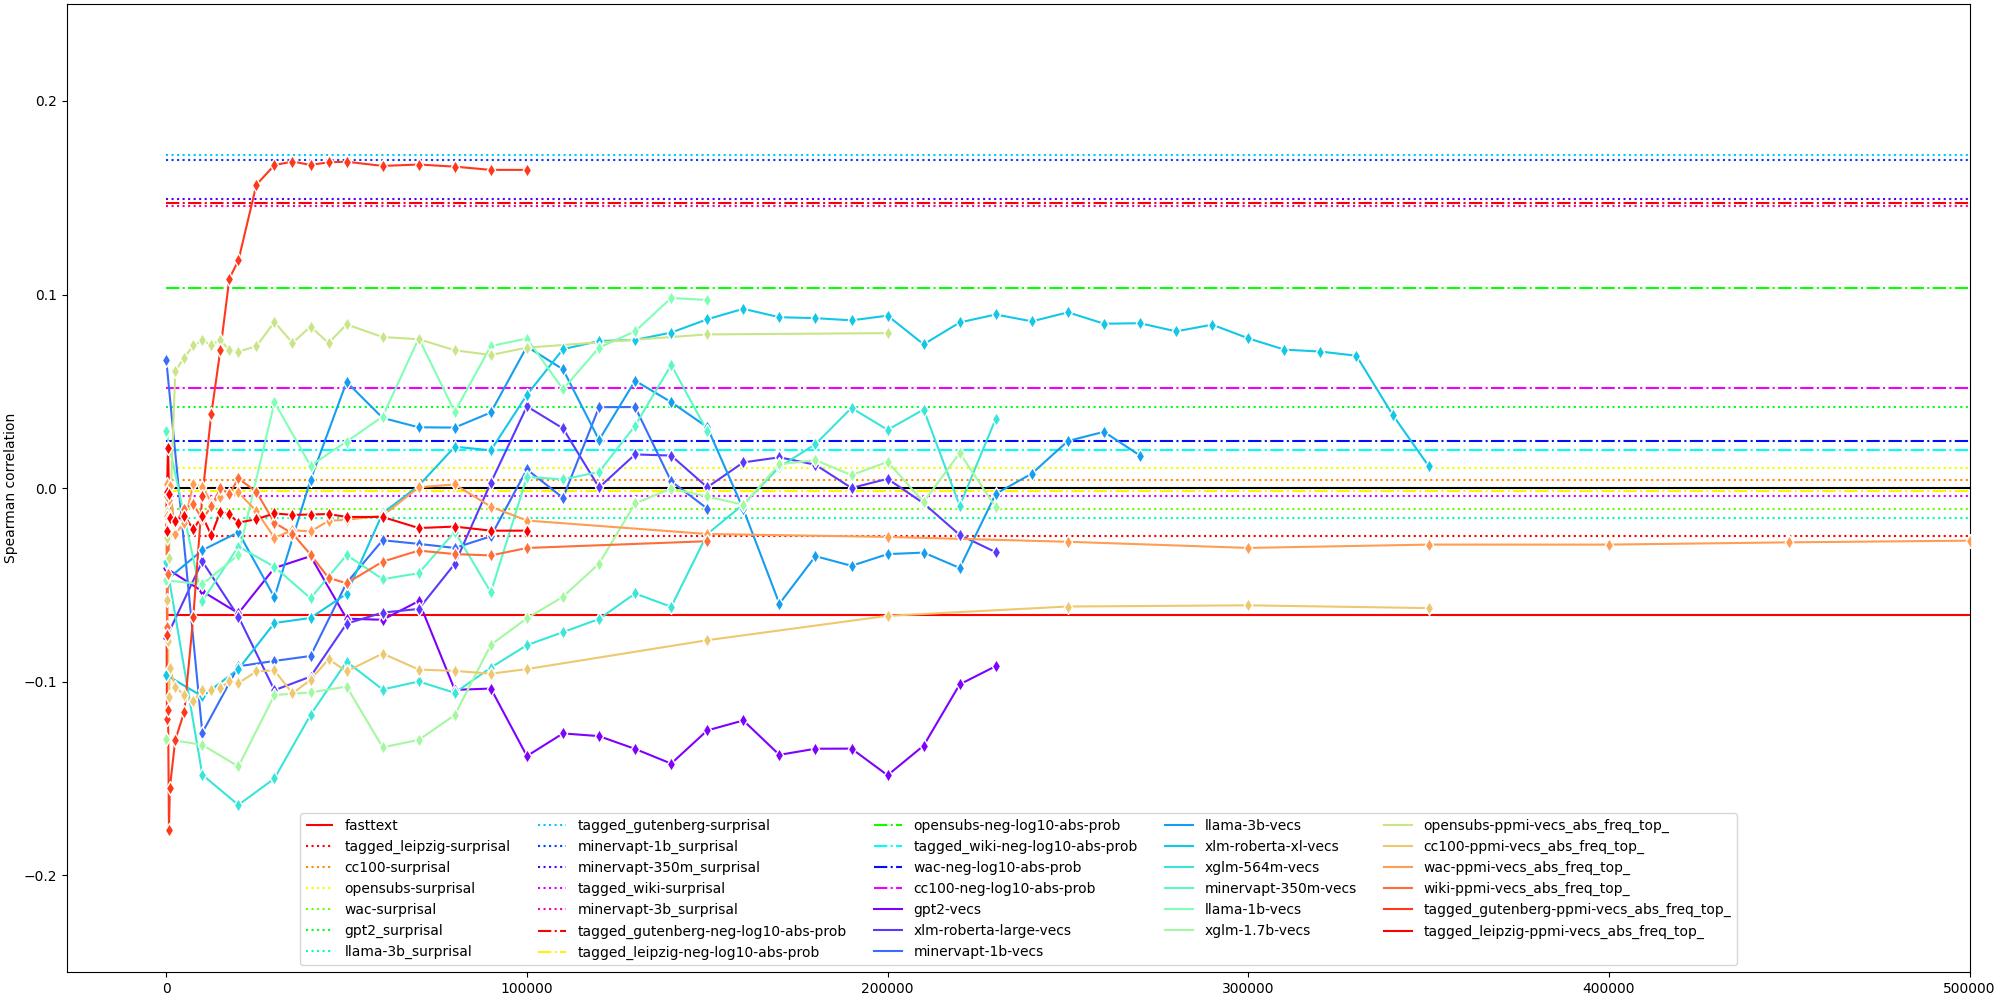 0.2
0.1
0.0
−0.1
−0.2
Spearman correlation
0
100000
200000
300000
400000
500000
fasttext
tagged_leipzig-surprisal
cc100-surprisal
opensubs-surprisal
wac-surprisal
gpt2_surprisal
llama-3b_surprisal
tagged_gutenberg-surprisal
minervapt-1b_surprisal
minervapt-350m_surprisal
tagged_wiki-surprisal
minervapt-3b_surprisal
tagged_gutenberg-neg-log10-abs-prob
tagged_leipzig-neg-log10-abs-prob
opensubs-neg-log10-abs-prob
tagged_wiki-neg-log10-abs-prob
wac-neg-log10-abs-prob
cc100-neg-log10-abs-prob
gpt2-vecs
xlm-roberta-large-vecs
minervapt-1b-vecs
llama-3b-vecs
xlm-roberta-xl-vecs
xglm-564m-vecs
minervapt-350m-vecs
llama-1b-vecs
xglm-1.7b-vecs
opensubs-ppmi-vecs_abs_freq_top_
cc100-ppmi-vecs_abs_freq_top_
wac-ppmi-vecs_abs_freq_top_
wiki-ppmi-vecs_abs_freq_top_
tagged_gutenberg-ppmi-vecs_abs_freq_top_
tagged_leipzig-ppmi-vecs_abs_freq_top_